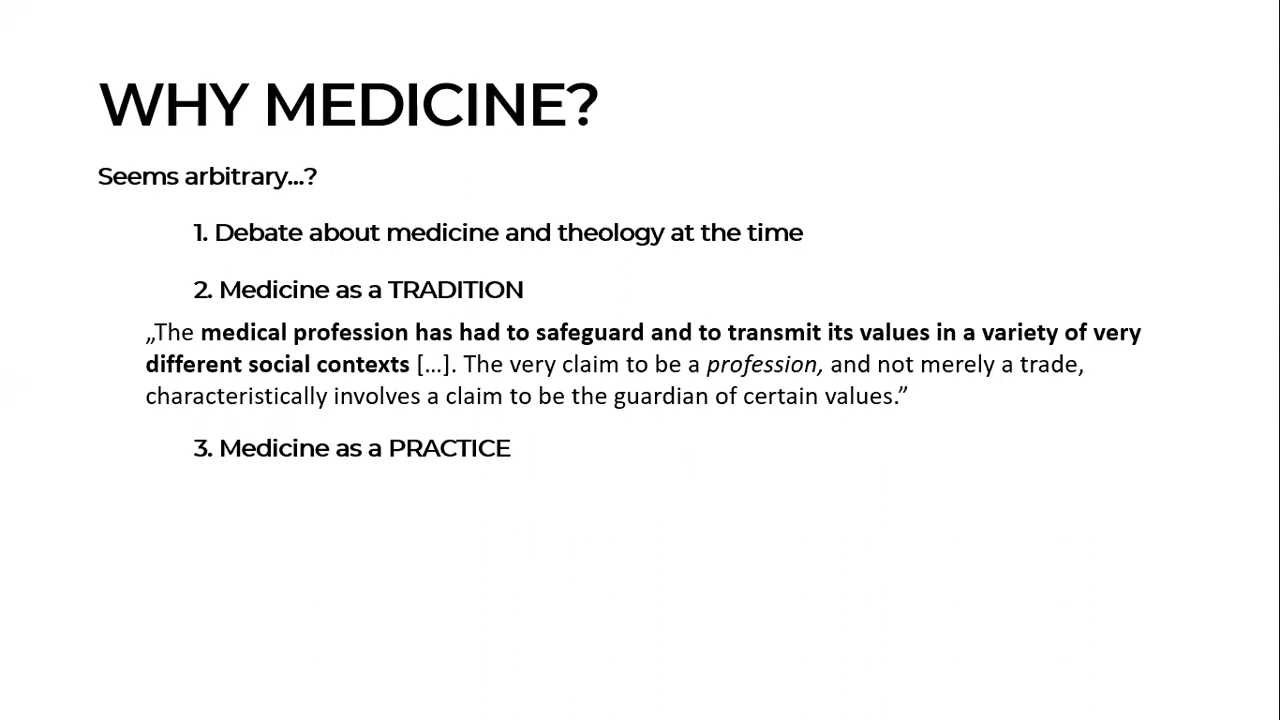 WHY MEDICINE?
Seems arbitrary...?
1. Debate about medicine and theology at the time
2. Medicine as a TRADITION
„The medical profession has had to safeguard and to transmit its values in a variety of very
different social contexts […]. The very claim to be a profession, and not merely a trade,
characteristically involves a claim to be the guardian of certain values.”
3. Medicine as a PRACTICE